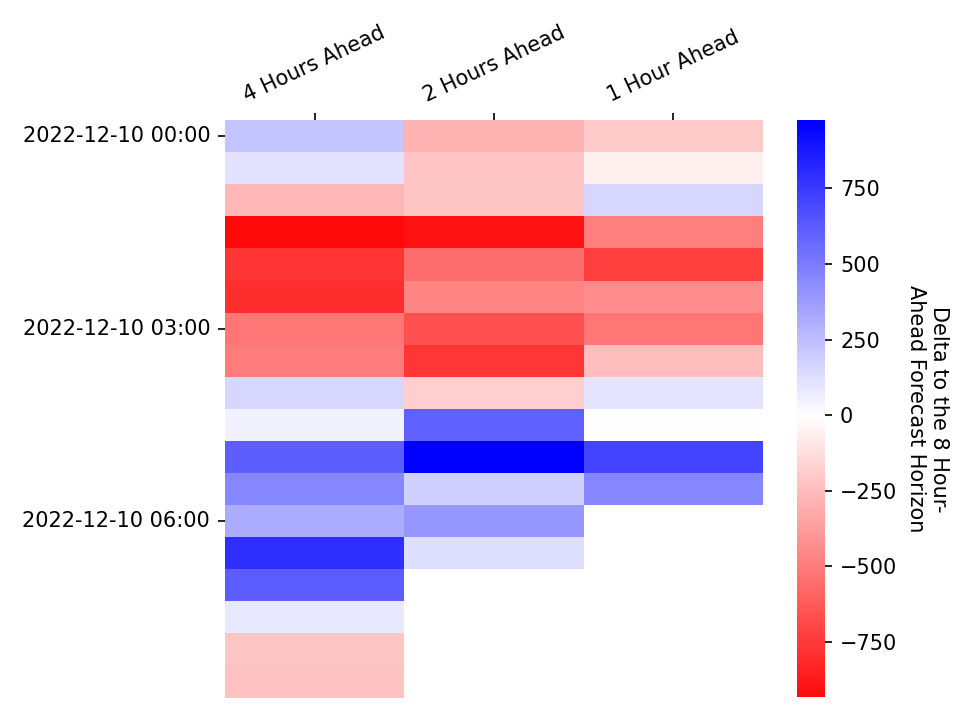 4 Hours Ahead
2 Hours Ahead
1 Hour Ahead
2022-12-10 00:00
2022-12-10 03:00
2022-12-10 06:00
750
500
250
0
−250
−500
−750
Delta to the 8 Hour-
Ahead Forecast Horizon